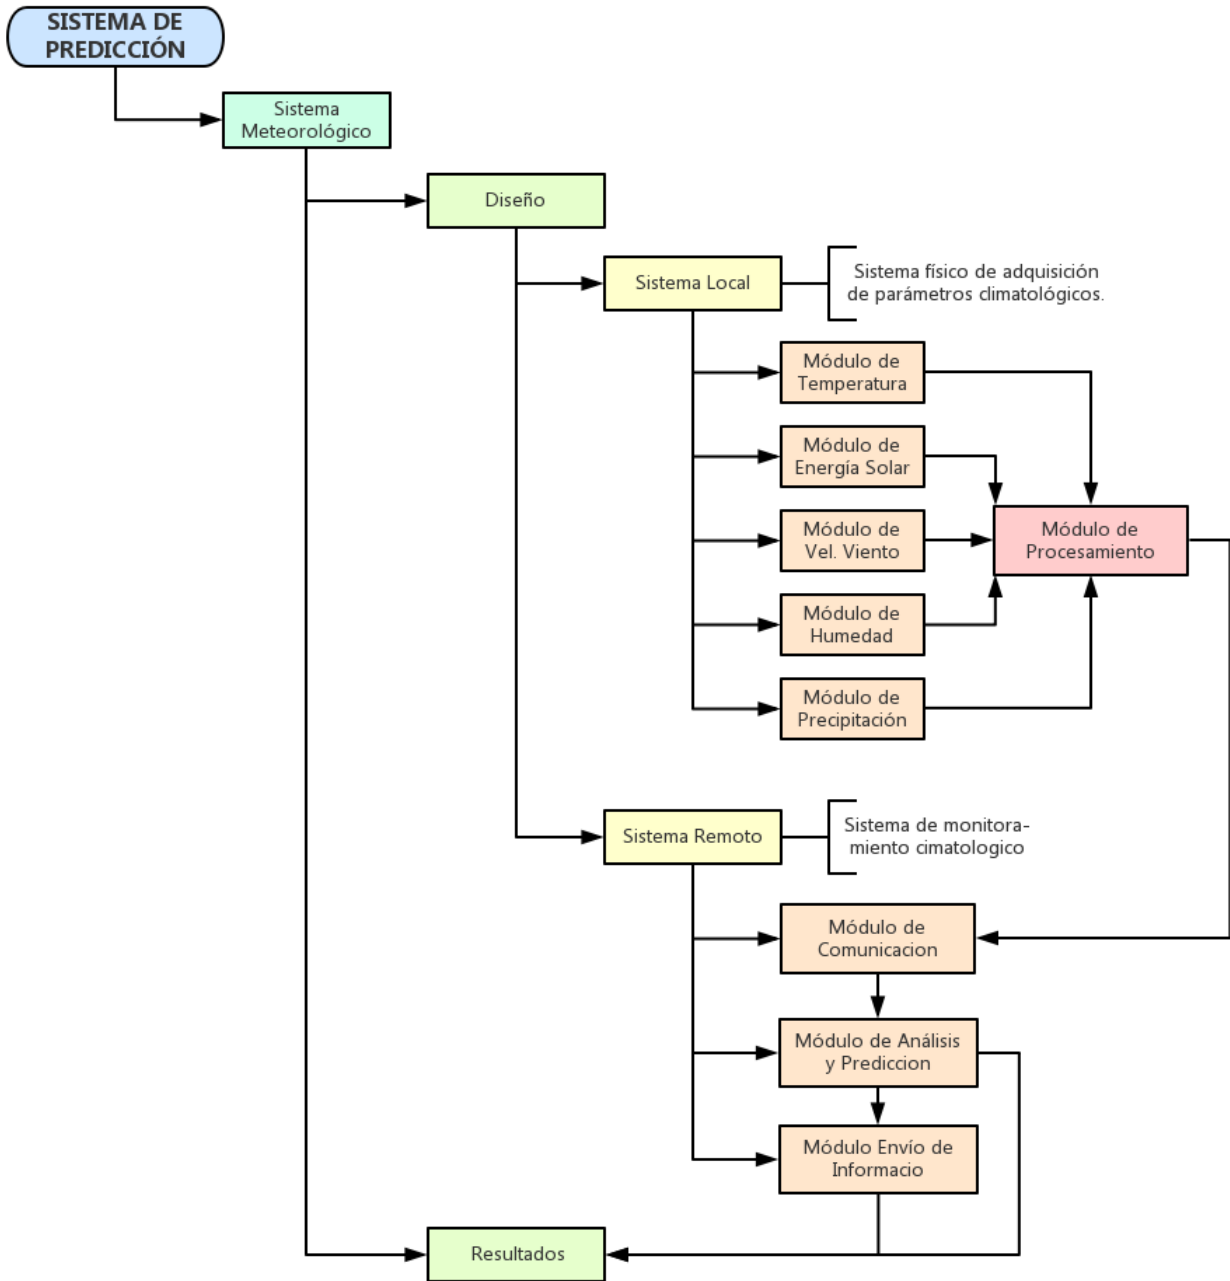 SISTEMA DE
PREDICCIÓN
Sistema
Meteorológico
Diseño
Sistema Local
Sistema físico de adquisición
de parámetros climatológicos.
Módulo de
Temperatura
Módulo de
Energía Solar
Módulo de
Vel. Viento
Módulo de
Procesamiento
Módulo de
Humedad
Módulo de
Precipitación
Sistema Remoto
Sistema de monitora-
miento cimatologico
Módulo de
Comunicacion
Módulo de Análisis
y Prediccion
Módulo Envío de
Informacio
Resultados